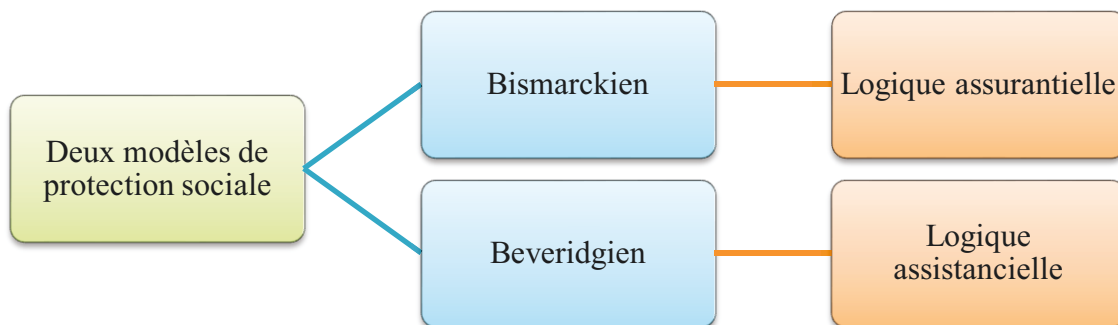 Deux modèles de
protection sociale
Bismarckien
Logique assurantielle
Beveridgien
Logique
assistancielle